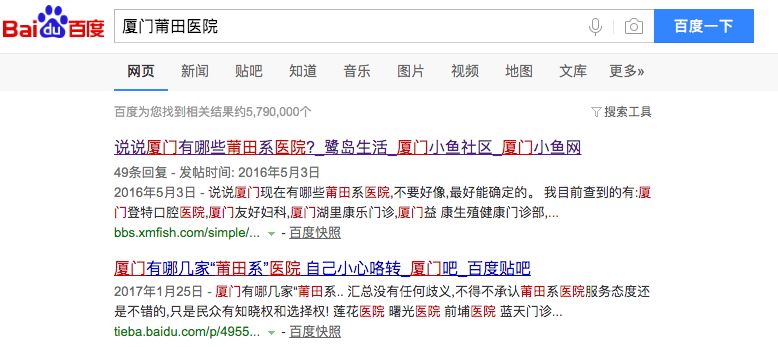 Bai du 百度 厦门莆田医院 百度一下
网页 新闻 贴吧 知道 音乐 图片 视频 地图 文库 更多»
百度为您找到相关结果约5,790,000个 搜索工具
说说厦门有哪些莆田系医院?_鹭岛生活_厦门小鱼社区_厦门小鱼网
49条回复 - 发帖时间: 2016年5月3日
2016年5月3日 - 说说厦门现在有哪些莆田系医院,不要好像,最好能确定的。 我目前查到的有:厦
门登特口腔医院,厦门友好妇科,厦门湖里康乐门诊,厦门益 康生殖健康门诊部,...
bbs.xmfish.com/simple/... - 百度快照
厦门有哪几家“莆田系”医院 自己小心咯转_厦门吧_百度贴吧
2017年1月25日 - 厦门有哪几家“莆田系.. 汇总没有任何歧义,不得不承认莆田系医院服务态度还
是不错的,只是民众有知晓权和选择权! 莲花医院 曙光医院 前埔医院 蓝天门诊...
tieba.baidu.com/p/4955... - 百度快照